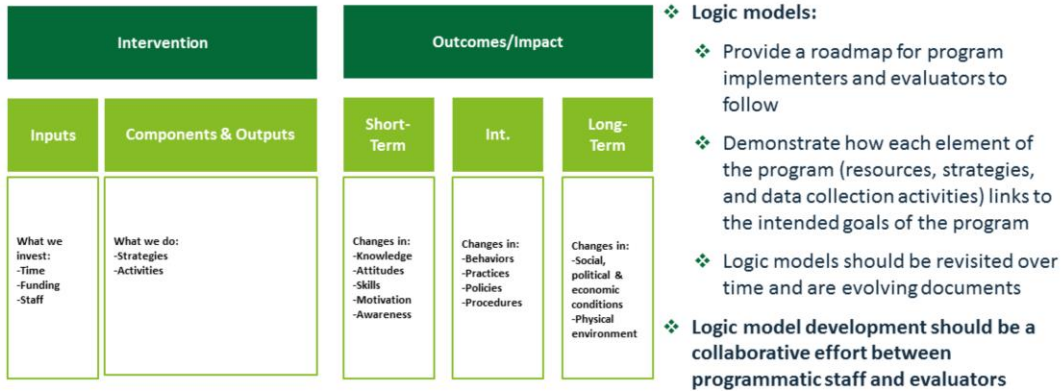 Intervention
Outcomes/Impact
Inputs
Components & Outputs
Short-
Term
Int.
Long-
Term
What we
invest:
-Time
-Funding
-Staff
What we do:
-Strategies
-Activities
Changes in:
-Knowledge
-Attitudes
-Skills
-Motivation
-Awareness
Changes in:
-Behaviors
-Practices
-Policies
-Procedures
Changes in:
-Social,
political &
economic
conditions
-Physical
environment
Logic models:
Provide a roadmap for program
implementers and evaluators to
follow
Demonstrate how each element of
the program (resources, strategies,
and data collection activities) links to
the intended goals of the program
Logic models should be revisited over
time and are evolving documents
Logic model development should be a
collaborative effort between
programmatic staff and evaluators